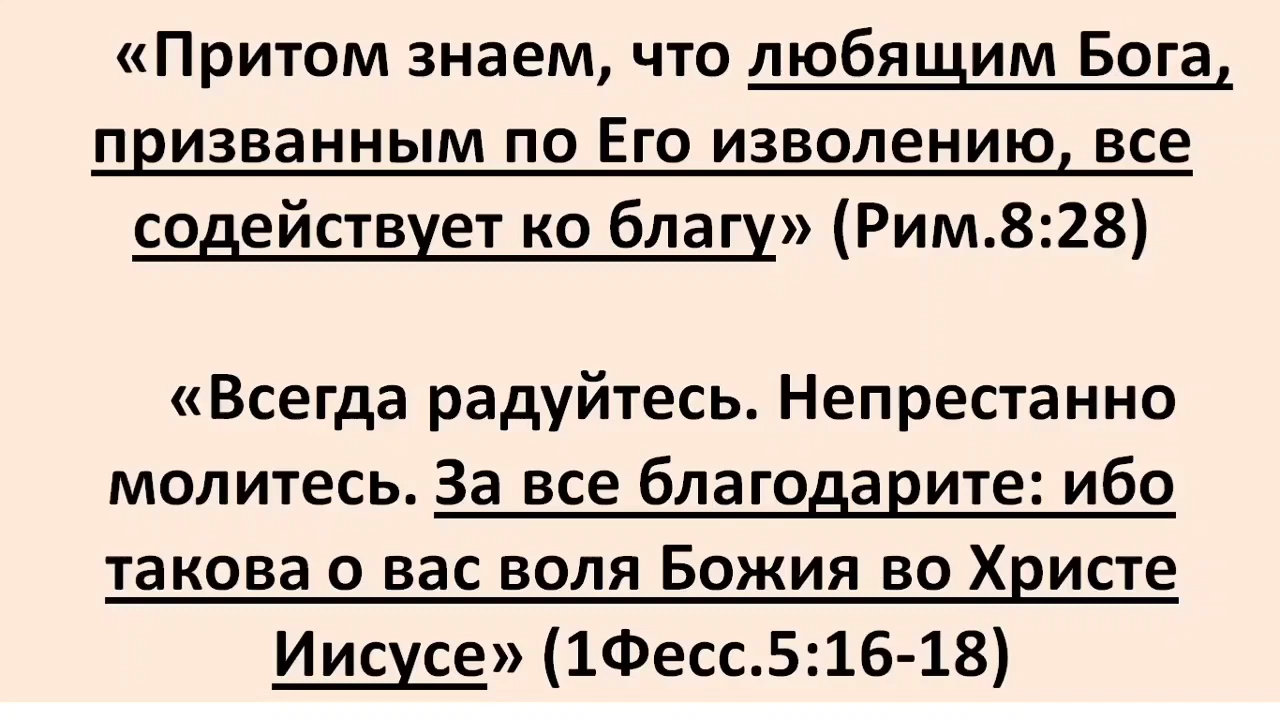 «Притом знаем, что любящим Бога,
призванным по Его изволению, все
содействует ко благу» (Рим.8:28)
«Всегда радуйтесь. Непрестанно
молитесь. За все благодарите: ибо
такова о вас воля Божия во Христе
Иисусе» (1Фесс.5:16-18)